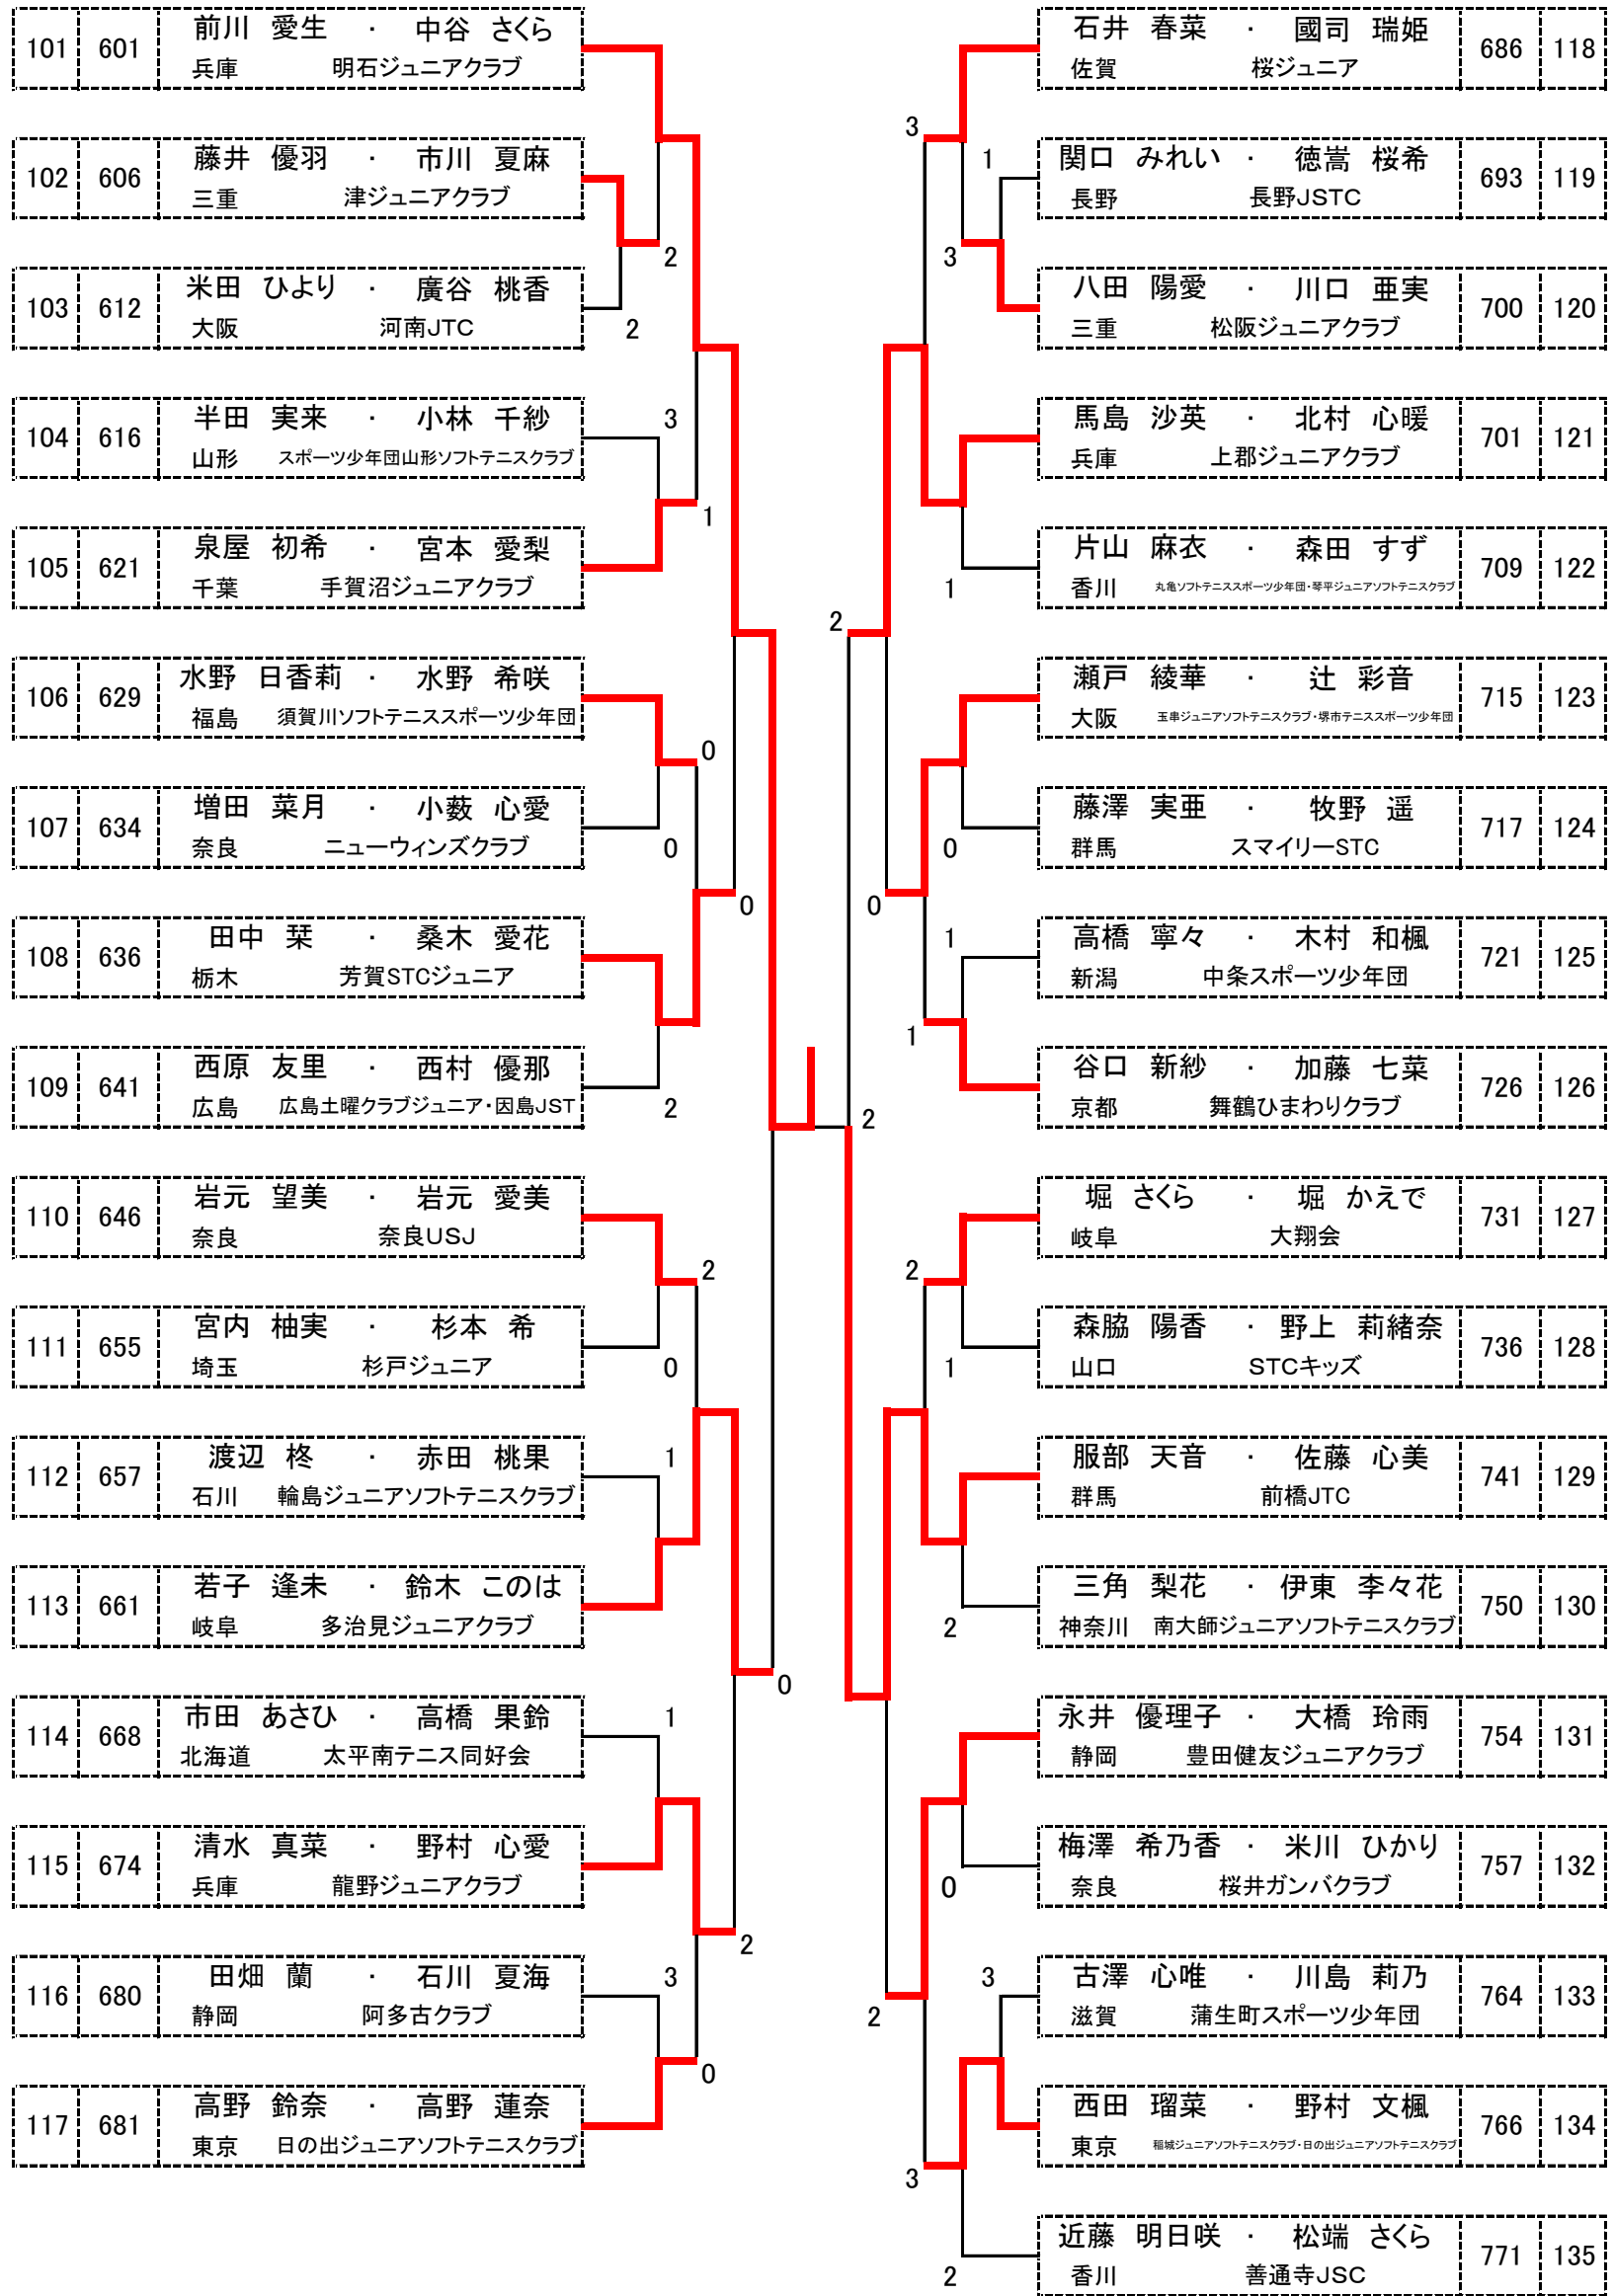 101 601 前川 愛生 ・ 中谷 さくら
兵庫 明石ジュニアクラブ
102 606 藤井 優羽 ・ 市川 夏麻
三重 津ジュニアクラブ
2
103 612 米田 ひより ・ 廣谷 桃香
大阪 河南JTC
2
104 616 半田 実来 ・ 小林 千紗
山形 スポーツ少年団山形ソフトテニスクラブ
3
1
105 621 泉屋 初希 ・ 宮本 愛梨
千葉 手賀沼ジュニアクラブ
106 629 水野 日香莉 ・ 水野 希咲
福島 須賀川ソフトテニススポーツ少年団
0
107 634 増田 菜月 ・ 小薮 心愛
奈良 ニューウィンズクラブ
0
0
108 636 田中 栞 ・ 桑木 愛花
栃木 芳賀STCジュニア
109 641 西原 友里 ・ 西村 優那
広島 広島土曜クラブジュニア・因島JST
2
110 646 岩元 望美 ・ 岩元 愛美
奈良 奈良USJ
2
111 655 宮内 柚実 ・ 杉本 希
埼玉 杉戸ジュニア
0
112 657 渡辺 柊 ・ 赤田 桃果
石川 輪島ジュニアソフトテニスクラブ
1
113 661 若子 逢未 ・ 鈴木 このは
岐阜 多治見ジュニアクラブ
0
114 668 市田 あさひ ・ 高橋 果鈴
北海道 太平南テニス同好会
1
115 674 清水 真菜 ・ 野村 心愛
兵庫 龍野ジュニアクラブ
2
116 680 田畑 蘭 ・ 石川 夏海
静岡 阿多古クラブ
3
0
117 681 高野 鈴奈 ・ 高野 蓮奈
東京 日の出ジュニアソフトテニスクラブ
石井 春菜 ・ 國司 瑞姫 686 118
佐賀 桜ジュニア
3
1
関口 みれい ・ 徳嵩 桜希 693 119
長野 長野JSTC
3
八田 陽愛 ・ 川口 亜実 700 120
三重 松阪ジュニアクラブ
馬島 沙英 ・ 北村 心暖 701 121
兵庫 上郡ジュニアクラブ
片山 麻衣 ・ 森田 すず 709 122
香川 丸亀ソフトテニススポーツ少年団・琴平ジュニアソフトテニスクラブ
1
2
瀬戸 綾華 ・ 辻 彩音 715 123
大阪 玉串ジュニアソフトテニスクラブ・堺市テニススポーツ少年団
藤澤 実亜 ・ 牧野 遥 717 124
群馬 スマイリーSTC
0
0
1
高橋 寧々 ・ 木村 和楓 721 125
新潟 中条スポーツ少年団
1
谷口 新紗 ・ 加藤 七菜 726 126
京都 舞鶴ひまわりクラブ
2
堀 さくら ・ 堀 かえで 731 127
岐阜 大翔会
2
森脇 陽香 ・ 野上 莉緒奈 736 128
山口 STCキッズ
1
服部 天音 ・ 佐藤 心美 741 129
群馬 前橋JTC
三角 梨花 ・ 伊東 李々花 750 130
神奈川 南大師ジュニアソフトテニスクラブ
2
永井 優理子 ・ 大橋 玲雨 754 131
静岡 豊田健友ジュニアクラブ
梅澤 希乃香 ・ 米川 ひかり 757 132
奈良 桜井ガンバクラブ
0
3
古澤 心唯 ・ 川島 莉乃 764 133
滋賀 蒲生町スポーツ少年団
2
西田 瑠菜 ・ 野村 文楓 766 134
東京 稲城ジュニアソフトテニスクラブ・日の出ジュニアソフトテニスクラブ
3
近藤 明日咲 ・ 松端 さくら 771 135
香川 善通寺JSC
2